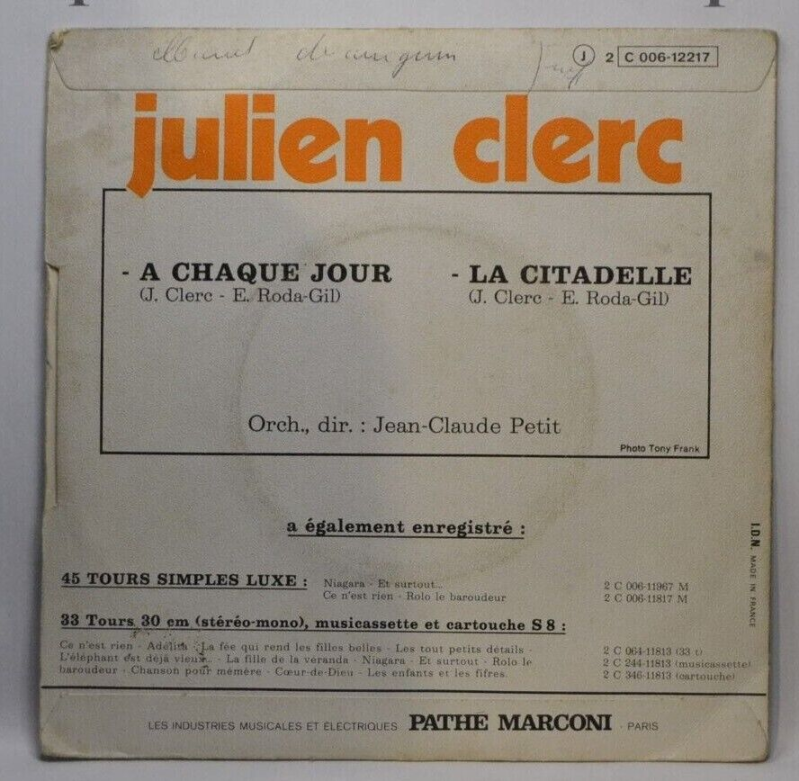 J 2 C 006-12217
julien clerc
- A CHAQUE JOUR
(J. Clerc - E. Roda-Gil)
- LA CITADELLE
(J. Clerc - E. Roda-Gil)
Orch., dir. : Jean-Claude Petit
Photo Tony Frank
a également enregistré :
45 TOURS SIMPLES LUXE :
Niagara - Et surtout... 2 C 006-11967 M
Ce n'est rien - Rolo le baroudeur 2 C 006-11817 M
33 Tours 30 cm (stéréo-mono), musicassette et cartouche S 8 :
Ce n'est rien - Adelita - La fée qui rend les filles belles - Les tout petits détails - 2 C 064-11813 (33 t)
L'éléphant est déjà vieux... - La fille de la véranda - Niagara - Et surtout - Rolo le 2 C 244-11813 (musicassette)
baroudeur - Chanson pour mémère - Cœur-de-Dieu - Les enfants et les fifres. 2 C 346-11813 (cartouche)
I.D.N. MADE IN FRANCE
LES INDUSTRIES MUSICALES ET ÉLECTRIQUES PATHÉ MARCONI - PARIS